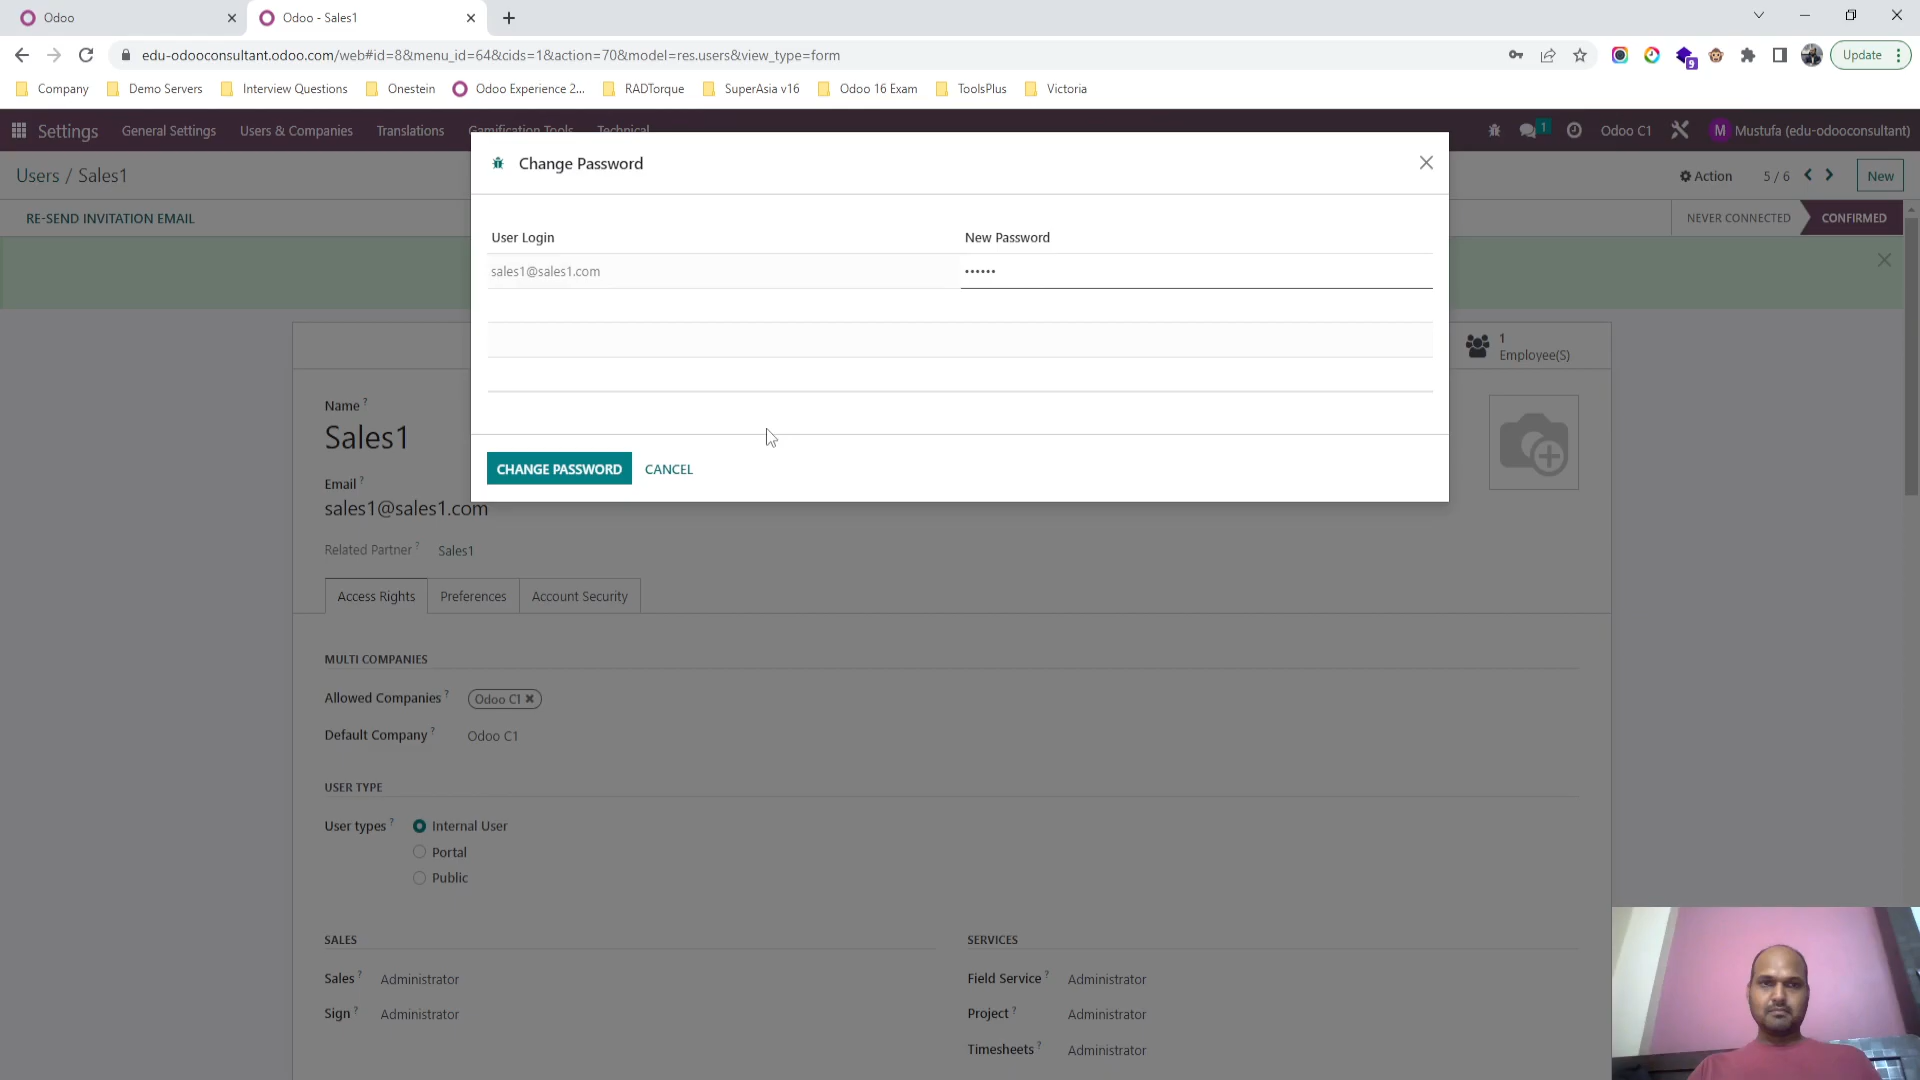 Odoo
Odoo - Sales1
edu-odooconsultant.odoo.com/web#id=8&menu_id=64&cids=1&action=70&model=res.users&view_type=form
9
Update
Company
Demo Servers
Interview Questions
Onestein
Odoo Experience 2...
RADTorque
SuperAsia v16
Odoo 16 Exam
ToolsPlus
Victoria
Settings
General Settings
Users & Companies
Translations
Gamification Tools
Technical
1
Odoo C1
M
Mustufa (edu-odooconsultant)
Users / Sales1
Action
5 / 6
New
RE-SEND INVITATION EMAIL
NEVER CONNECTED
CONFIRMED
Change Password
User Login
New Password
sales1@sales1.com
••••••
CHANGE PASSWORD
CANCEL
1
Employee(S)
Name ?
Sales1
Email ?
sales1@sales1.com
Related Partner ?
Sales1
Access Rights
Preferences
Account Security
MULTI COMPANIES
Allowed Companies ?
Odoo C1
Default Company ?
Odoo C1
USER TYPE
User types ?
Internal User
Portal
Public
SALES
Sales ?
Administrator
Sign ?
Administrator
SERVICES
Field Service ?
Administrator
Project ?
Administrator
Timesheets ?
Administrator